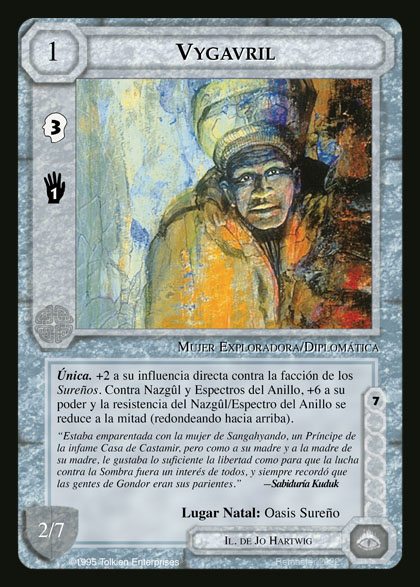 1
VYGAVRIL
3
1
MUJER EXPLORADORA/DIPLOMÁTICA
Única. +2 a su influencia directa contra la facción de los
Sureños. Contra Nazgûl y Espectros del Anillo, +6 a su
poder y la resistencia del Nazgûl/Espectro del Anillo se
reduce a la mitad (redondeando hacia arriba).
7
“Estaba emparentada con la mujer de Sangahyando, un Príncipe de
la infame Casa de Castamir, pero como a su madre y a la madre de
su madre, le gustaba lo suficiente la libertad como para que la lucha
contra la Sombra fuera un interés de todos, y siempre recordó que
las gentes de Gondor eran sus parientes.” —Sabiduría Kuduk
Lugar Natal: Oasis Sureño
2/7
IL. DE JO HARTWIG
©1995 Tolkien Enterprises